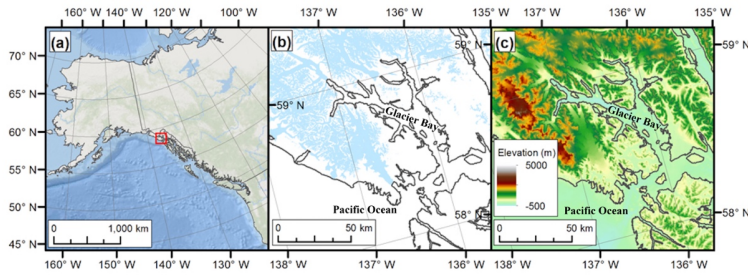 160° W 140° W 120° W 100° W 137° W 136° W 135° W 137° W 136° W 135° W
(a) (b) (c)
70° N
65° N
60° N
55° N
50° N
45° N
59° N
59° N
58° N
59° N
58° N
Glacier Bay
Glacier Bay
Pacific Ocean
Pacific Ocean
Elevation (m)
5000
-500
0 1,000 km
0 50 km
0 50 km
160° W 150° W 140° W 130° W 138° W 137° W 136° W 138° W 137° W 136° W